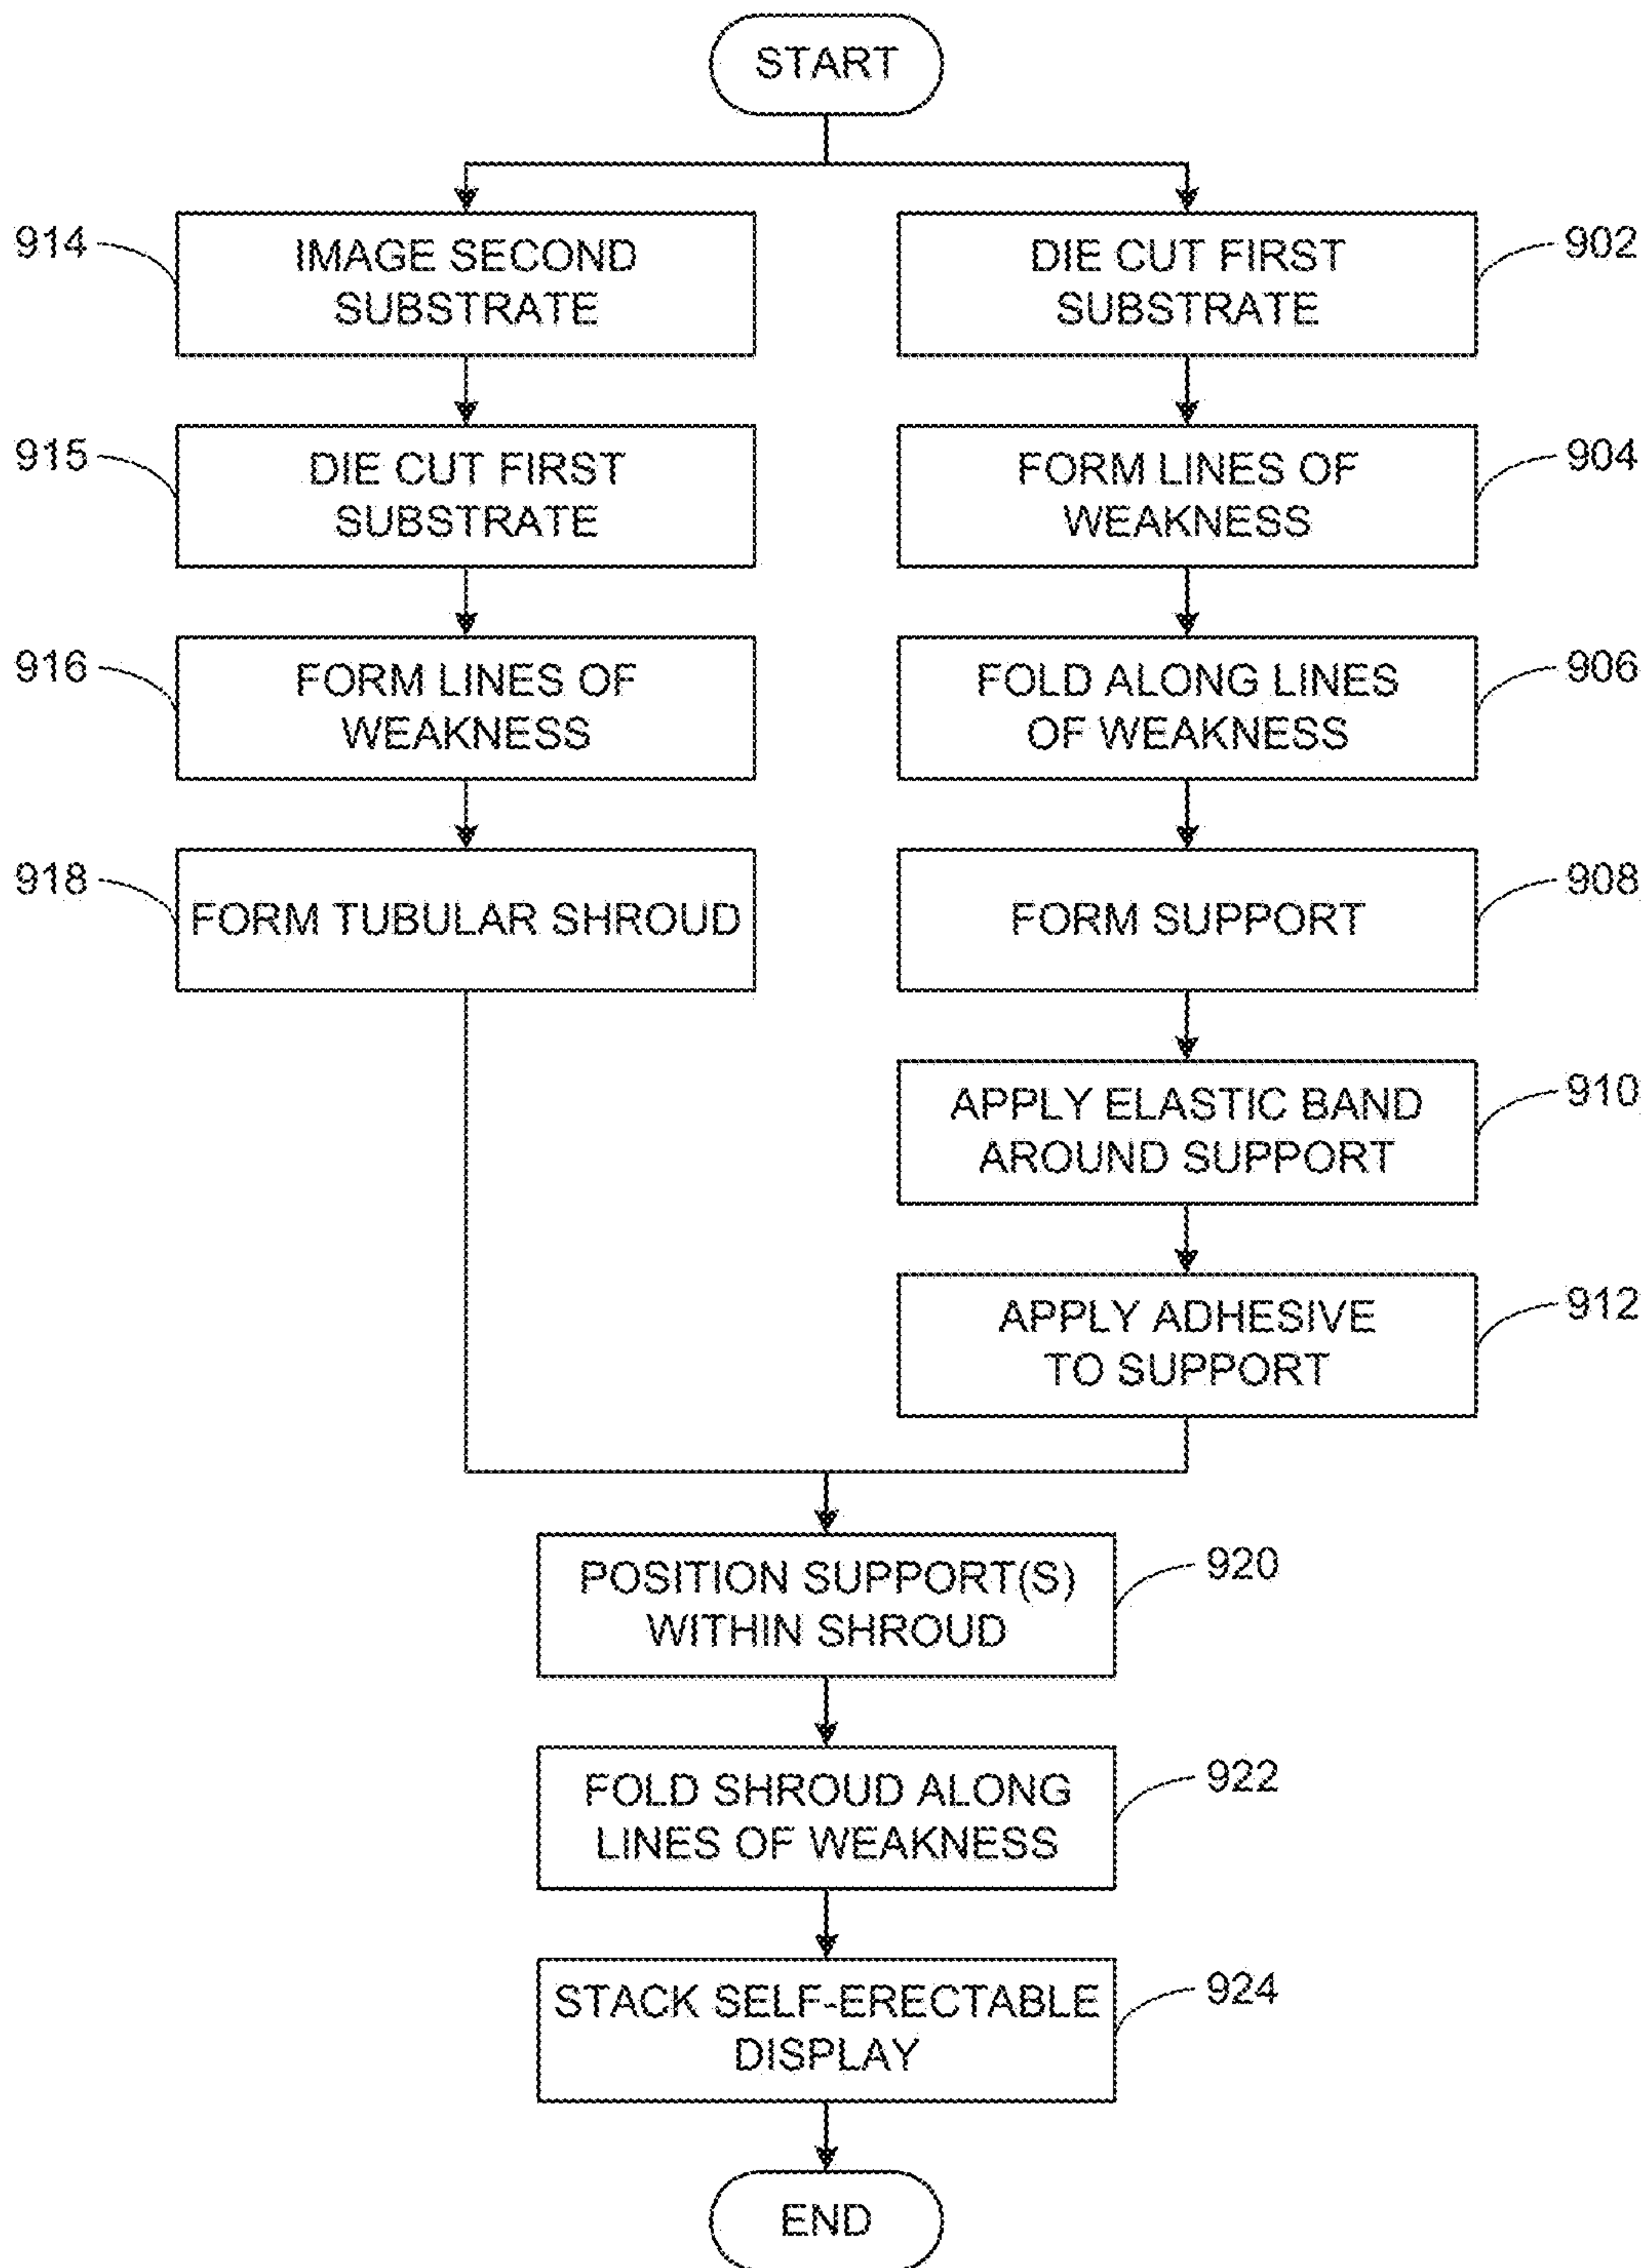 START
914
IMAGE SECOND
SUBSTRATE
DIE CUT FIRST
SUBSTRATE
902
915
DIE CUT FIRST
SUBSTRATE
FORM LINES OF
WEAKNESS
904
916
FORM LINES OF
WEAKNESS
FOLD ALONG LINES
OF WEAKNESS
906
918
FORM TUBULAR SHROUD
FORM SUPPORT
908
APPLY ELASTIC BAND
AROUND SUPPORT
910
APPLY ADHESIVE
TO SUPPORT
912
POSITION SUPPORT(S)
WITHIN SHROUD
920
FOLD SHROUD ALONG
LINES OF WEAKNESS
922
STACK SELF-ERECTABLE
DISPLAY
924
END